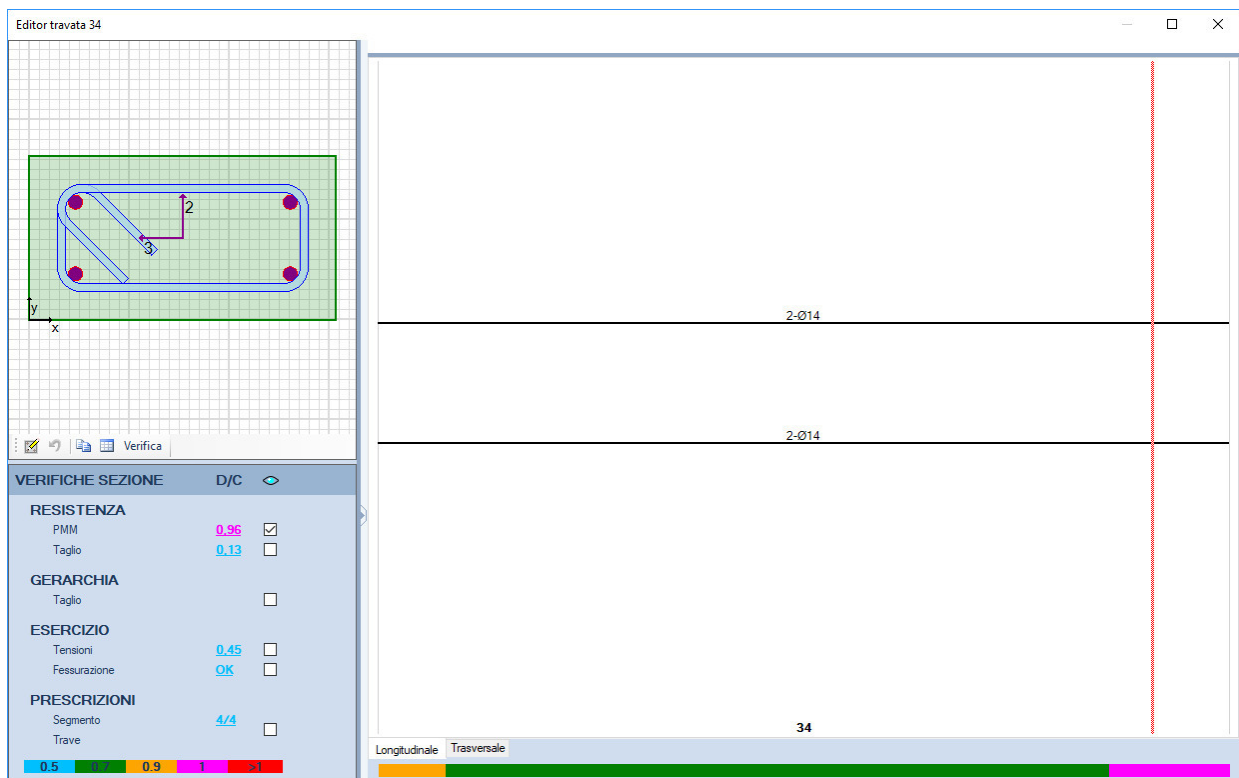 Editor travata 34
2
3
y
x
Verifica
VERIFICHE SEZIONE D/C
RESISTENZA
PMM 0,96
Taglio 0,13
GERARCHIA
Taglio
ESERCIZIO
Tensioni 0,45
Fessurazione OK
PRESCRIZIONI
Segmento 4/4
Trave
0.5 0.7 0.9 1 >1
2-Ø14
2-Ø14
34
Longitudinale Trasversale